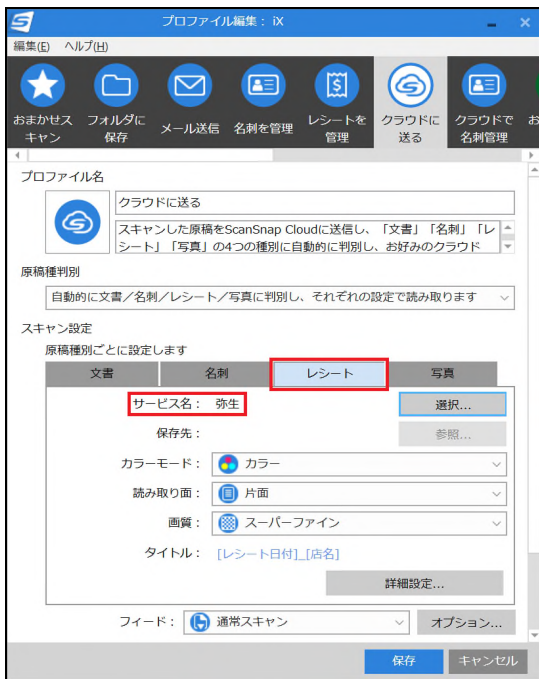 プロファイル編集： iX
編集(E) ヘルプ(H)
おまかせス
キャン
フォルダに
保存
メール送信
名刺を管理
レシートを
管理
クラウドに
送る
クラウドで
名刺管理
お
プロファイル名
クラウドに送る
スキャンした原稿をScanSnap Cloudに送信し、「文書」「名刺」「レ
シート」「写真」の4つの種別に自動的に判別し、お好みのクラウド
原稿種判別
自動的に文書／名刺／レシート／写真に判別し、それぞれの設定で読み取ります
スキャン設定
原稿種別ごとに設定します
文書 名刺 レシート 写真
サービス名： 弥生 選択...
保存先： 参照...
カラーモード： カラー
読み取り面： 片面
画質： スーパーファイン
タイトル： [レシート日付]_[店名]
詳細設定...
フィード： 通常スキャン オプション...
保存 キャンセル